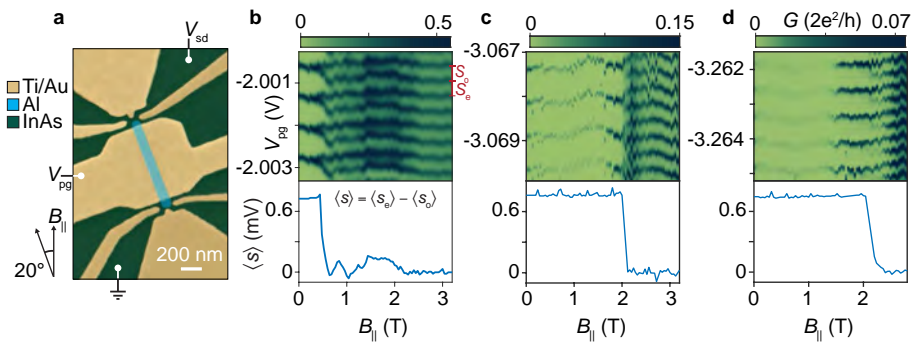 a
V_sd
Ti/Au
Al
InAs
V_pg
B_||
20°
200 nm
b
0 0.5
-2.001
V_pg (V)
-2.003
S_o
S_e
⟨s⟩ = ⟨s_e⟩ − ⟨s_o⟩
0.6
⟨s⟩ (mV)
0
0 1 2 3
B_|| (T)
c
0 0.15
-3.067
-3.069
0.6
0
0 1 2 3
B_|| (T)
d
G (2e²/h)
0 0.07
-3.262
-3.264
0.6
0
0 1 2 3
B_|| (T)